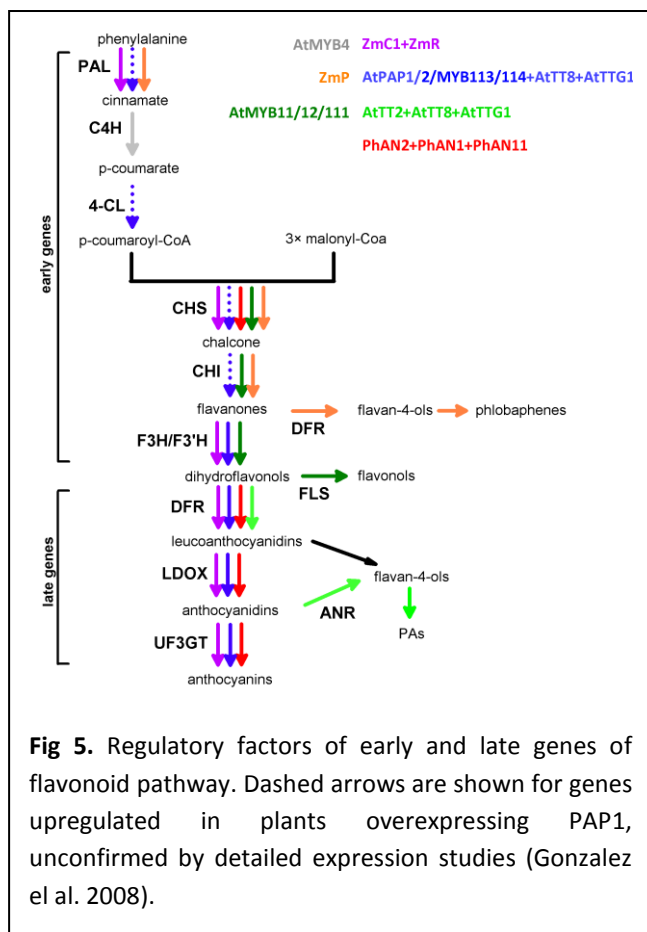 phenylalanine
AtMYB4 ZmC1+ZmR
PAL
ZmP AtPAP1/2/MYB113/114+AtTT8+AtTTG1
cinnamate
AtMYB11/12/111 AtTT2+AtTT8+AtTTG1
C4H
PhAN2+PhAN1+PhAN11
p-coumarate
4-CL
p-coumaroyl-CoA 3× malonyl-Coa
early genes
CHS
chalcone
CHI
flavanones flavan-4-ols phlobaphenes
DFR
F3H/F3'H
dihydroflavonols flavonols
FLS
DFR
leucoanthocyanidins
late genes
LDOX
flavan-4-ols
anthocyanidins
ANR
PAs
UF3GT
anthocyanins
Fig 5. Regulatory factors of early and late genes of
flavonoid pathway. Dashed arrows are shown for genes
upregulated in plants overexpressing PAP1,
unconfirmed by detailed expression studies (Gonzalez
el al. 2008).